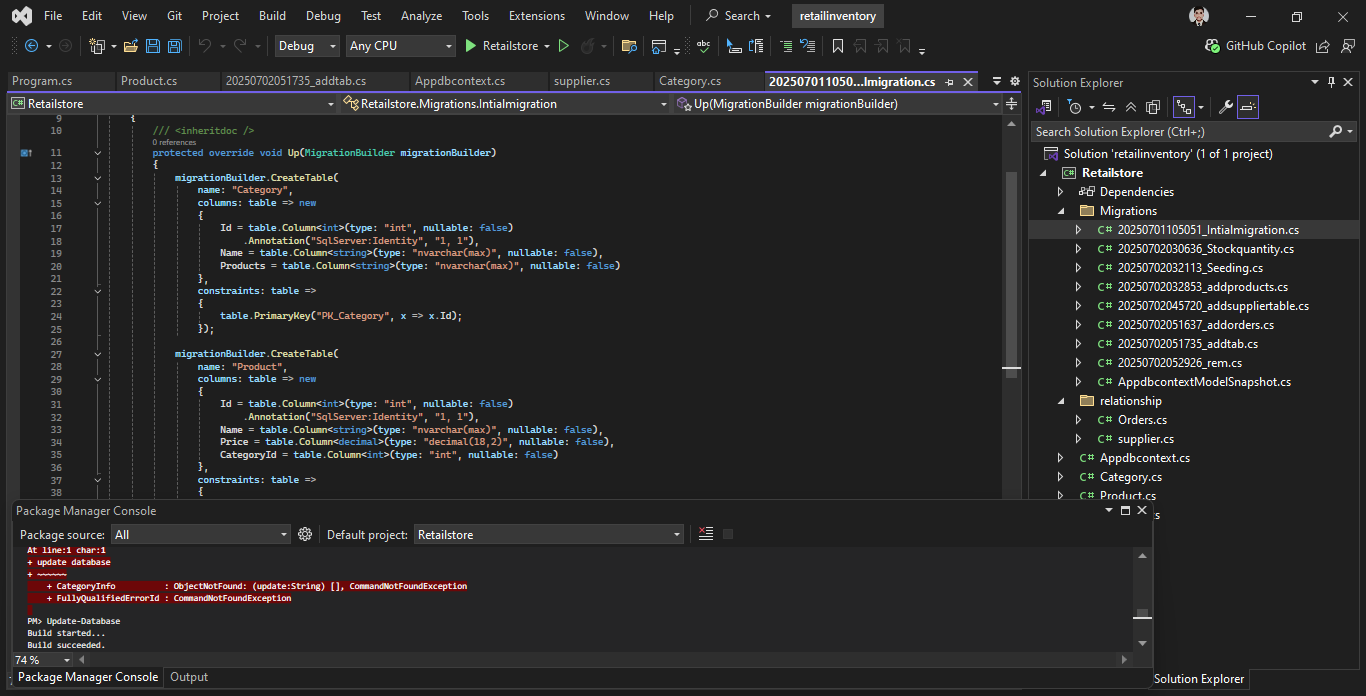 File Edit View Git Project Build Debug Test Analyze Tools Extensions Window Help Search retailinventory
Debug Any CPU Retailstore GitHub Copilot
Program.cs Product.cs 20250702051735_addtab.cs Appdbcontext.cs supplier.cs Category.cs 202507011050...Imigration.cs
Retailstore Retailstore.Migrations.IntialmIgration Up(MigrationBuilder migrationBuilder)
9 {
10 /// <inheritdoc />
0 references
11 protected override void Up(MigrationBuilder migrationBuilder)
12 {
13 migrationBuilder.CreateTable(
14 name: "Category",
15 columns: table => new
16 {
17 Id = table.Column<int>(type: "int", nullable: false)
18 .Annotation("SqlServer:Identity", "1, 1"),
19 Name = table.Column<string>(type: "nvarchar(max)", nullable: false),
20 Products = table.Column<string>(type: "nvarchar(max)", nullable: false)
21 },
22 constraints: table =>
23 {
24 table.PrimaryKey("PK_Category", x => x.Id);
25 });
26
27 migrationBuilder.CreateTable(
28 name: "Product",
29 columns: table => new
30 {
31 Id = table.Column<int>(type: "int", nullable: false)
32 .Annotation("SqlServer:Identity", "1, 1"),
33 Name = table.Column<string>(type: "nvarchar(max)", nullable: false),
34 Price = table.Column<decimal>(type: "decimal(18,2)", nullable: false),
35 CategoryId = table.Column<int>(type: "int", nullable: false)
36 },
37 constraints: table =>
38 {
Package Manager Console
Package source: All Default project: Retailstore
At line:1 char:1
+ update database
+ ~~~~~~
+ CategoryInfo : ObjectNotFound: (update:String) [], CommandNotFoundException
+ FullyQualifiedErrorId : CommandNotFoundException
PM> Update-Database
Build started...
Build succeeded.
74 %
Package Manager Console Output
Solution Explorer
Search Solution Explorer (Ctrl+;)
Solution 'retailinventory' (1 of 1 project)
C# Retailstore
Dependencies
Migrations
C# 20250701105051_IntialmIgration.cs
C# 20250702030636_Stockquantity.cs
C# 20250702032113_Seeding.cs
C# 20250702032853_addproducts.cs
C# 20250702045720_addsuppliertable.cs
C# 20250702051637_addorders.cs
C# 20250702051735_addtab.cs
C# 20250702052926_rem.cs
C# AppdbcontextModelSnapshot.cs
relationship
C# Orders.cs
C# supplier.cs
C# Appdbcontext.cs
C# Category.cs
C# Product.cs
Solution Explorer